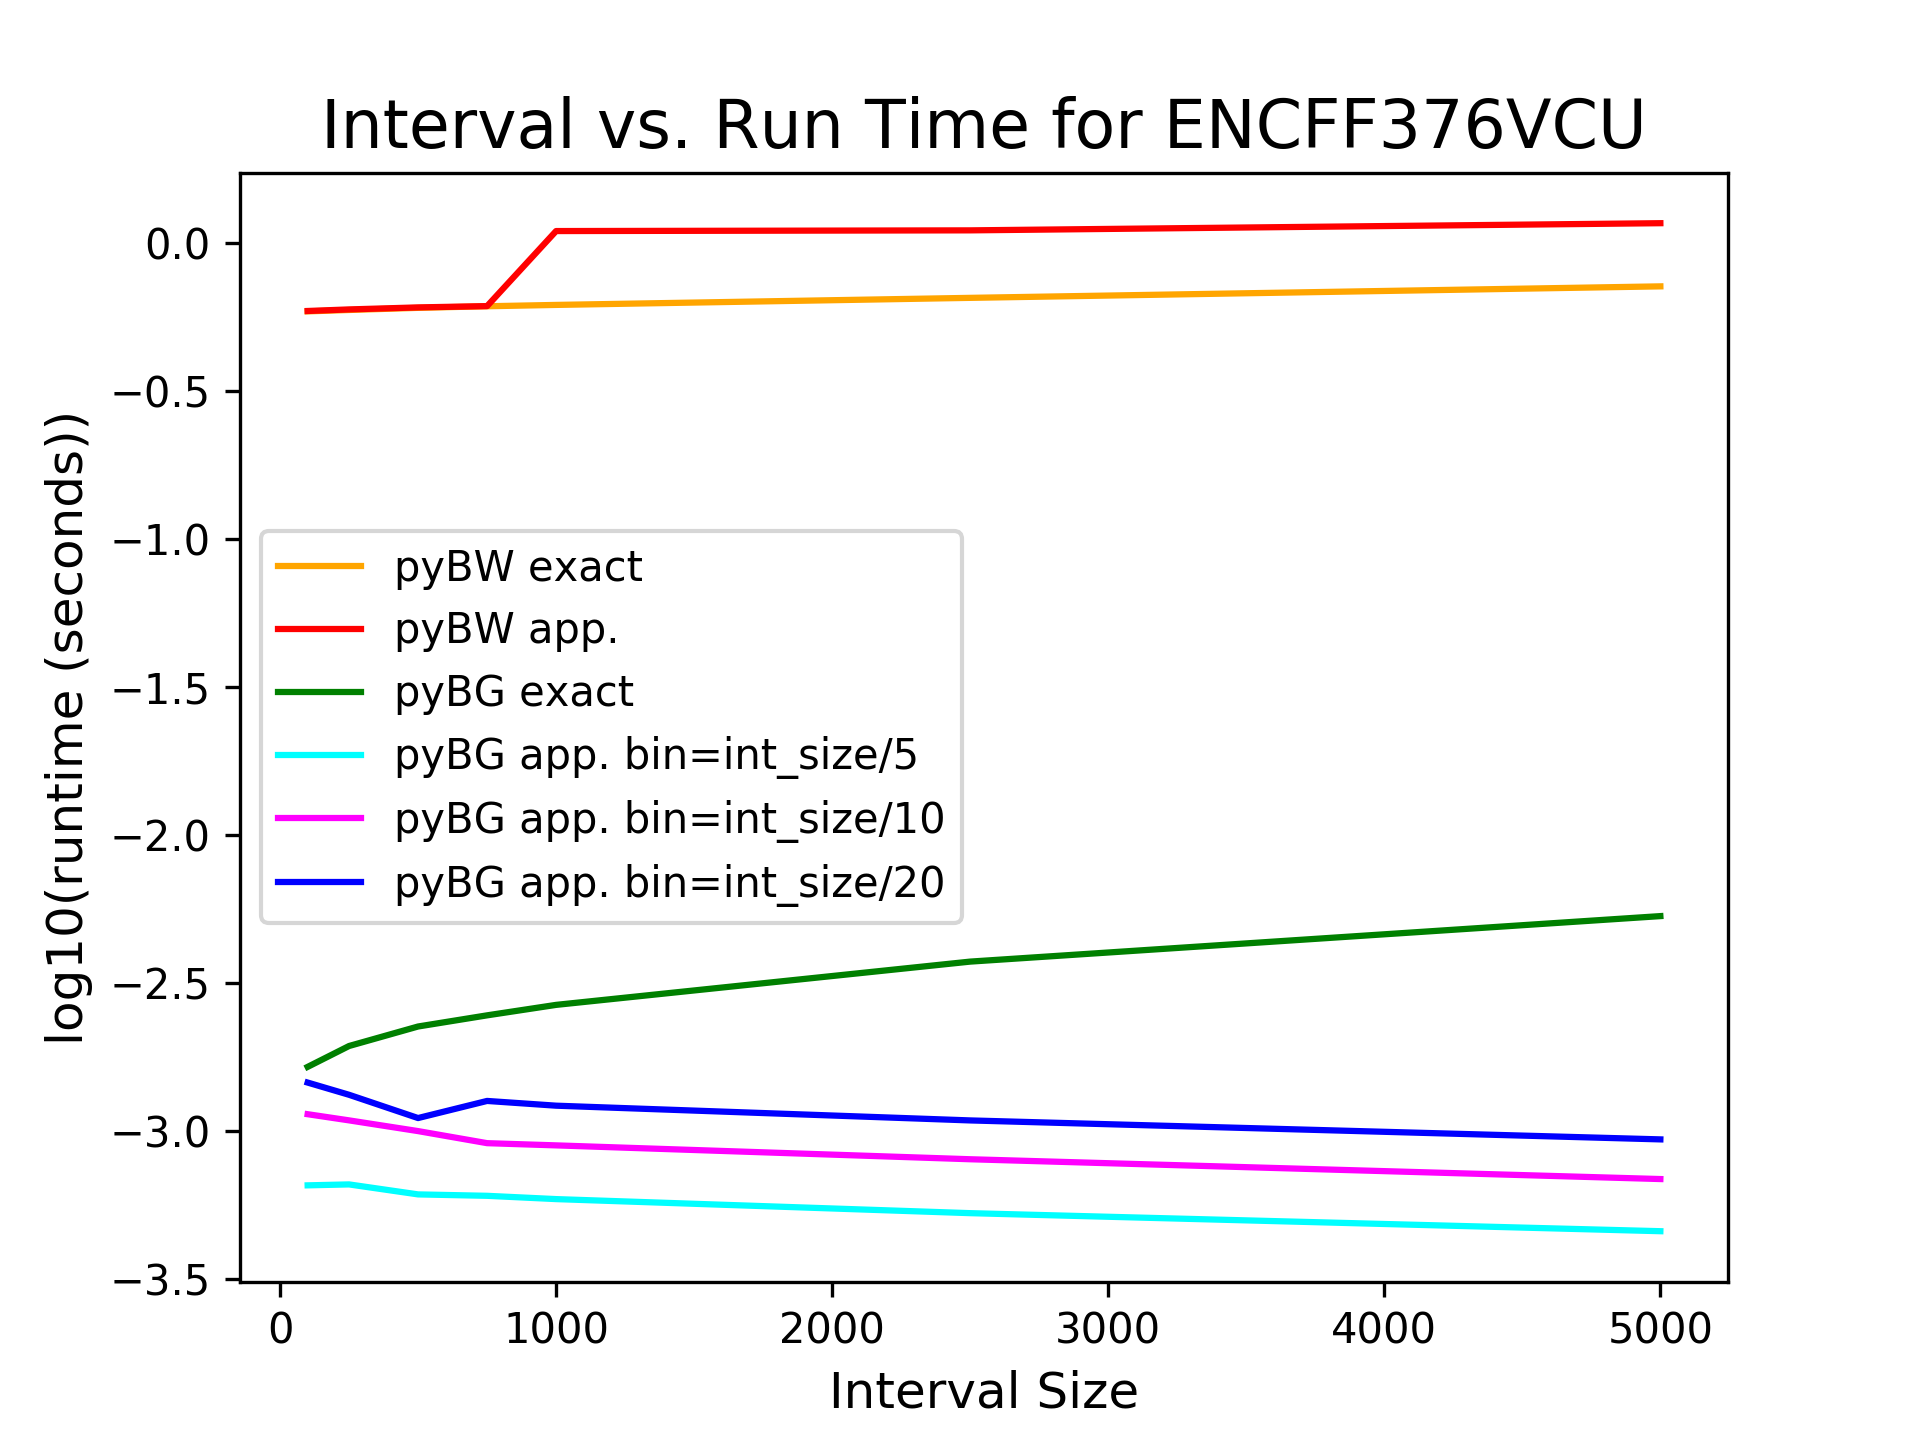 Interval vs. Run Time for ENCFF376VCU
log10(runtime (seconds))
0.0
−0.5
−1.0
−1.5
−2.0
−2.5
−3.0
−3.5
pyBW exact
pyBW app.
pyBG exact
pyBG app. bin=int_size/5
pyBG app. bin=int_size/10
pyBG app. bin=int_size/20
0 1000 2000 3000 4000 5000
Interval Size